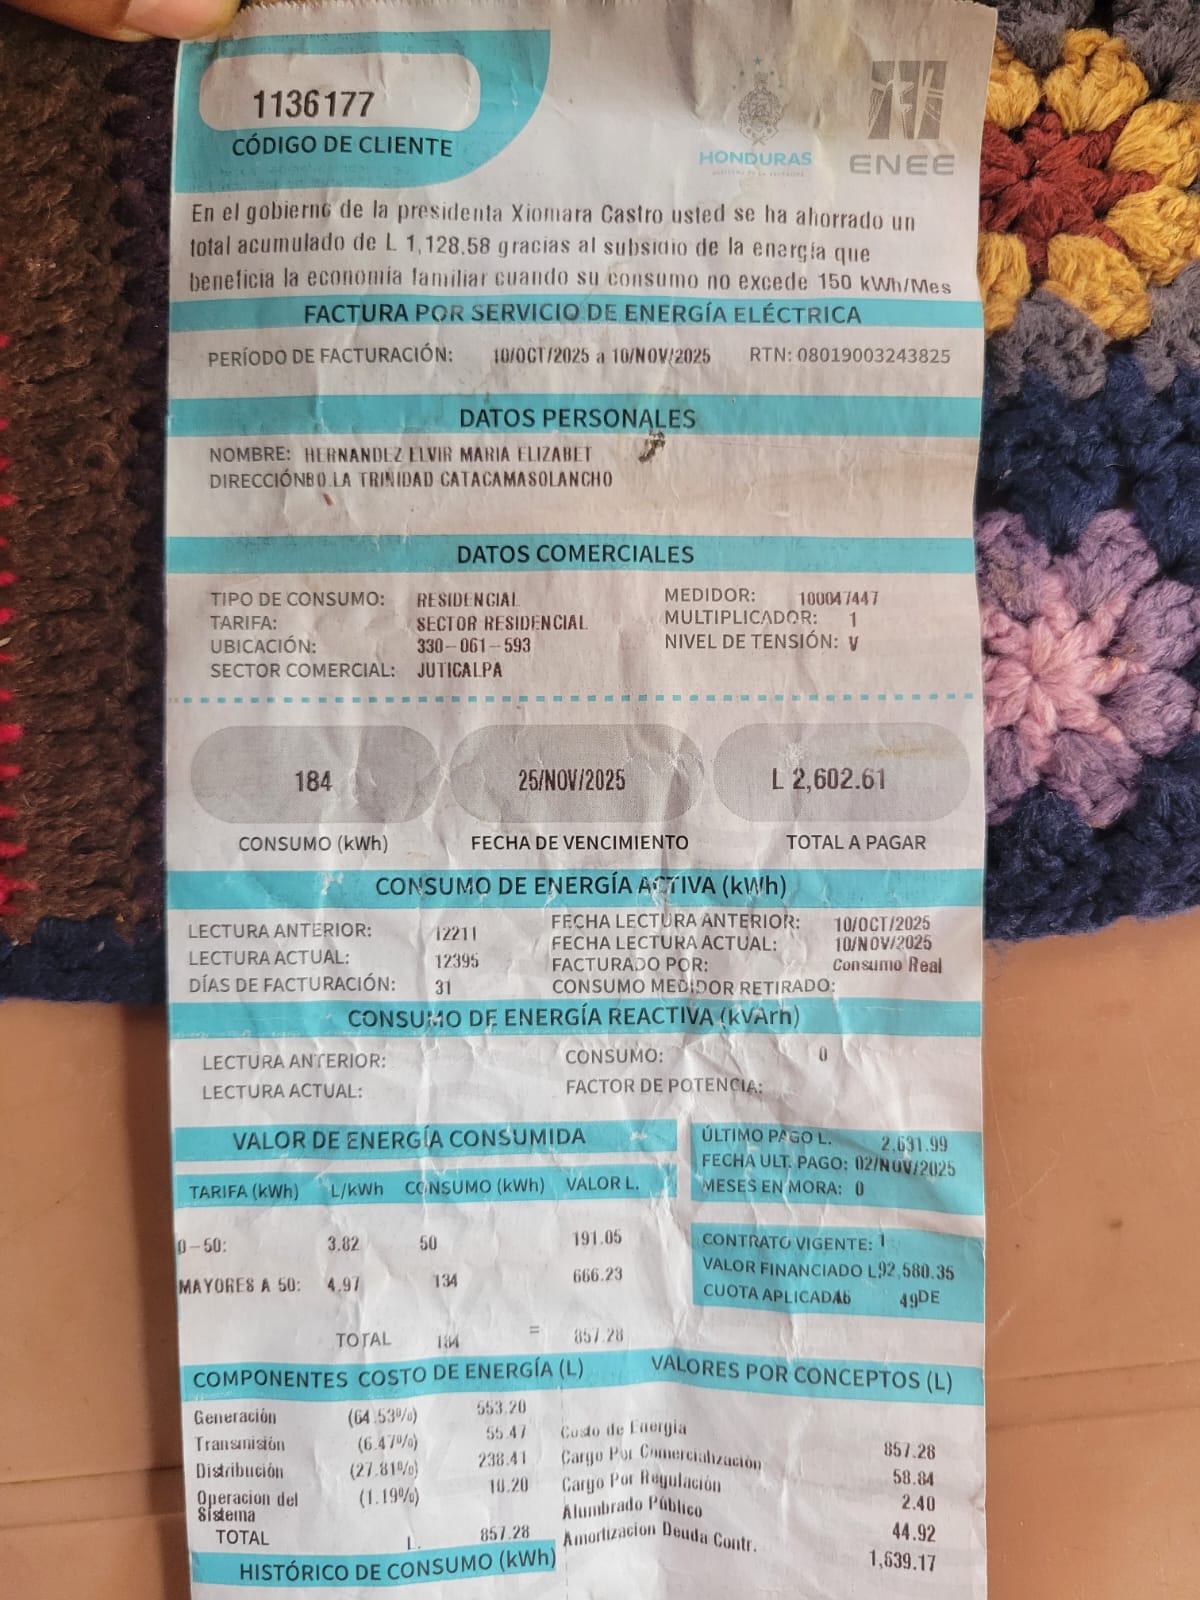 1136177
CÓDIGO DE CLIENTE
HONDURAS
ENEE
En el gobierno de la presidenta Xiomara Castro usted se ha ahorrado un
total acumulado de L 1,128.58 gracias al subsidio de la energía que
beneficia la economía familiar cuando su consumo no excede 150 kWh/Mes
FACTURA POR SERVICIO DE ENERGÍA ELÉCTRICA
PERÍODO DE FACTURACIÓN: 10/OCT/2025 a 10/NOV/2025 RTN: 08019003243825
DATOS PERSONALES
NOMBRE: HERNANDEZ ELVIR MARIA ELIZABET
DIRECCIÓNBO.LA TRINIDAD CATACAMASOLANCHO
DATOS COMERCIALES
TIPO DE CONSUMO: RESIDENCIAL MEDIDOR: 100047447
TARIFA: SECTOR RESIDENCIAL MULTIPLICADOR: 1
UBICACIÓN: 330-061-593 NIVEL DE TENSIÓN: V
SECTOR COMERCIAL: JUTICALPA
184 25/NOV/2025 L 2,602.61
CONSUMO (kWh) FECHA DE VENCIMIENTO TOTAL A PAGAR
CONSUMO DE ENERGÍA ACTIVA (kWh)
LECTURA ANTERIOR: 12211 FECHA LECTURA ANTERIOR: 10/OCT/2025
LECTURA ACTUAL: 12395 FECHA LECTURA ACTUAL: 10/NOV/2025
FACTURADO POR: Consumo Real
DÍAS DE FACTURACIÓN: 31 CONSUMO MEDIDOR RETIRADO:
CONSUMO DE ENERGÍA REACTIVA (kVArh)
LECTURA ANTERIOR: CONSUMO: 0
LECTURA ACTUAL: FACTOR DE POTENCIA:
VALOR DE ENERGÍA CONSUMIDA
TARIFA (kWh) L/kWh CONSUMO (kWh) VALOR L.
0-50: 3.82 50 191.05
MAYORES A 50: 4.97 134 666.23
TOTAL 184 = 857.28
ÚLTIMO PAGO L. 2,631.99
FECHA ULT. PAGO: 02/NOV/2025
MESES EN MORA: 0
CONTRATO VIGENTE: 1
VALOR FINANCIADO L92,580.35
CUOTA APLICADA 49DE
COMPONENTES COSTO DE ENERGÍA (L)
Generación (64.53%) 553.20
Transmisión (6.47%) 55.47
Distribución (27.81%) 238.41
Operacion del (1.19%) 10.20
Sistema
TOTAL L. 857.28
VALORES POR CONCEPTOS (L)
Costo de Energia 857.28
Cargo Por Comercialización 58.84
Cargo Por Regulación 2.40
Alumbrado Público 44.92
Amortizacion Deuda Contr. 1,639.17
HISTÓRICO DE CONSUMO (kWh)